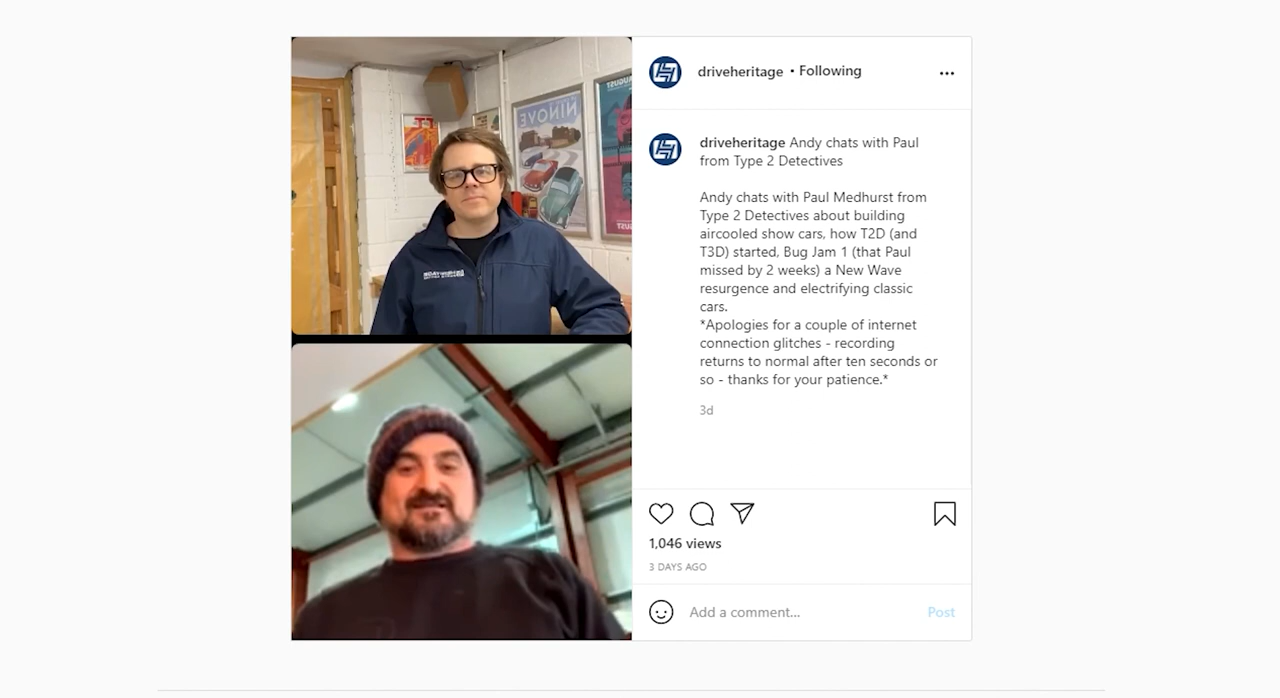 driveheritage • Following
driveheritage Andy chats with Paul
from Type 2 Detectives
Andy chats with Paul Medhurst from
Type 2 Detectives about building
aircooled show cars, how T2D (and
T3D) started, Bug Jam 1 (that Paul
missed by 2 weeks) a New Wave
resurgence and electrifying classic
cars.
*Apologies for a couple of internet
connection glitches - recording
returns to normal after ten seconds or
so - thanks for your patience.*
3d
1,046 views
3 DAYS AGO
Add a comment... Post
NINOVE
AUGUST